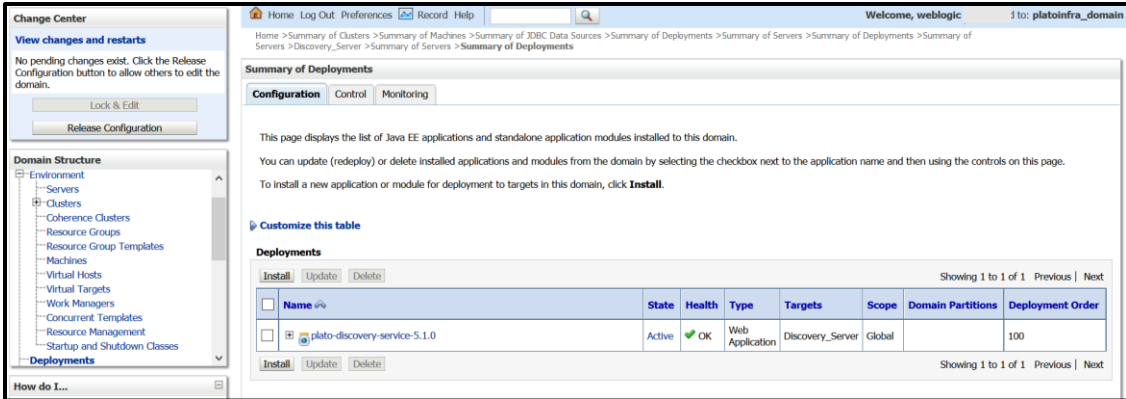 Change Center
View changes and restarts
No pending changes exist. Click the Release
Configuration button to allow others to edit the
domain.
Lock & Edit
Release Configuration
Domain Structure
Environment
Servers
Clusters
Coherence Clusters
Resource Groups
Resource Group Templates
Machines
Virtual Hosts
Virtual Targets
Work Managers
Concurrent Templates
Resource Management
Startup and Shutdown Classes
Deployments
How do I...
Home Log Out Preferences Record Help
Welcome, weblogic to: platoinfra_domain
Home >Summary of Clusters >Summary of Machines >Summary of JDBC Data Sources >Summary of Deployments >Summary of Servers >Summary of Deployments >Summary of
Servers >Discovery_Server >Summary of Servers >Summary of Deployments
Summary of Deployments
Configuration Control Monitoring
This page displays the list of Java EE applications and standalone application modules installed to this domain.
You can update (redeploy) or delete installed applications and modules from the domain by selecting the checkbox next to the application name and then using the controls on this page.
To install a new application or module for deployment to targets in this domain, click Install.
Customize this table
Deployments
Install Update Delete Showing 1 to 1 of 1 Previous | Next
Name State Health Type Targets Scope Domain Partitions Deployment Order
plato-discovery-service-5.1.0 Active OK Web Application Discovery_Server Global 100
Install Update Delete Showing 1 to 1 of 1 Previous | Next